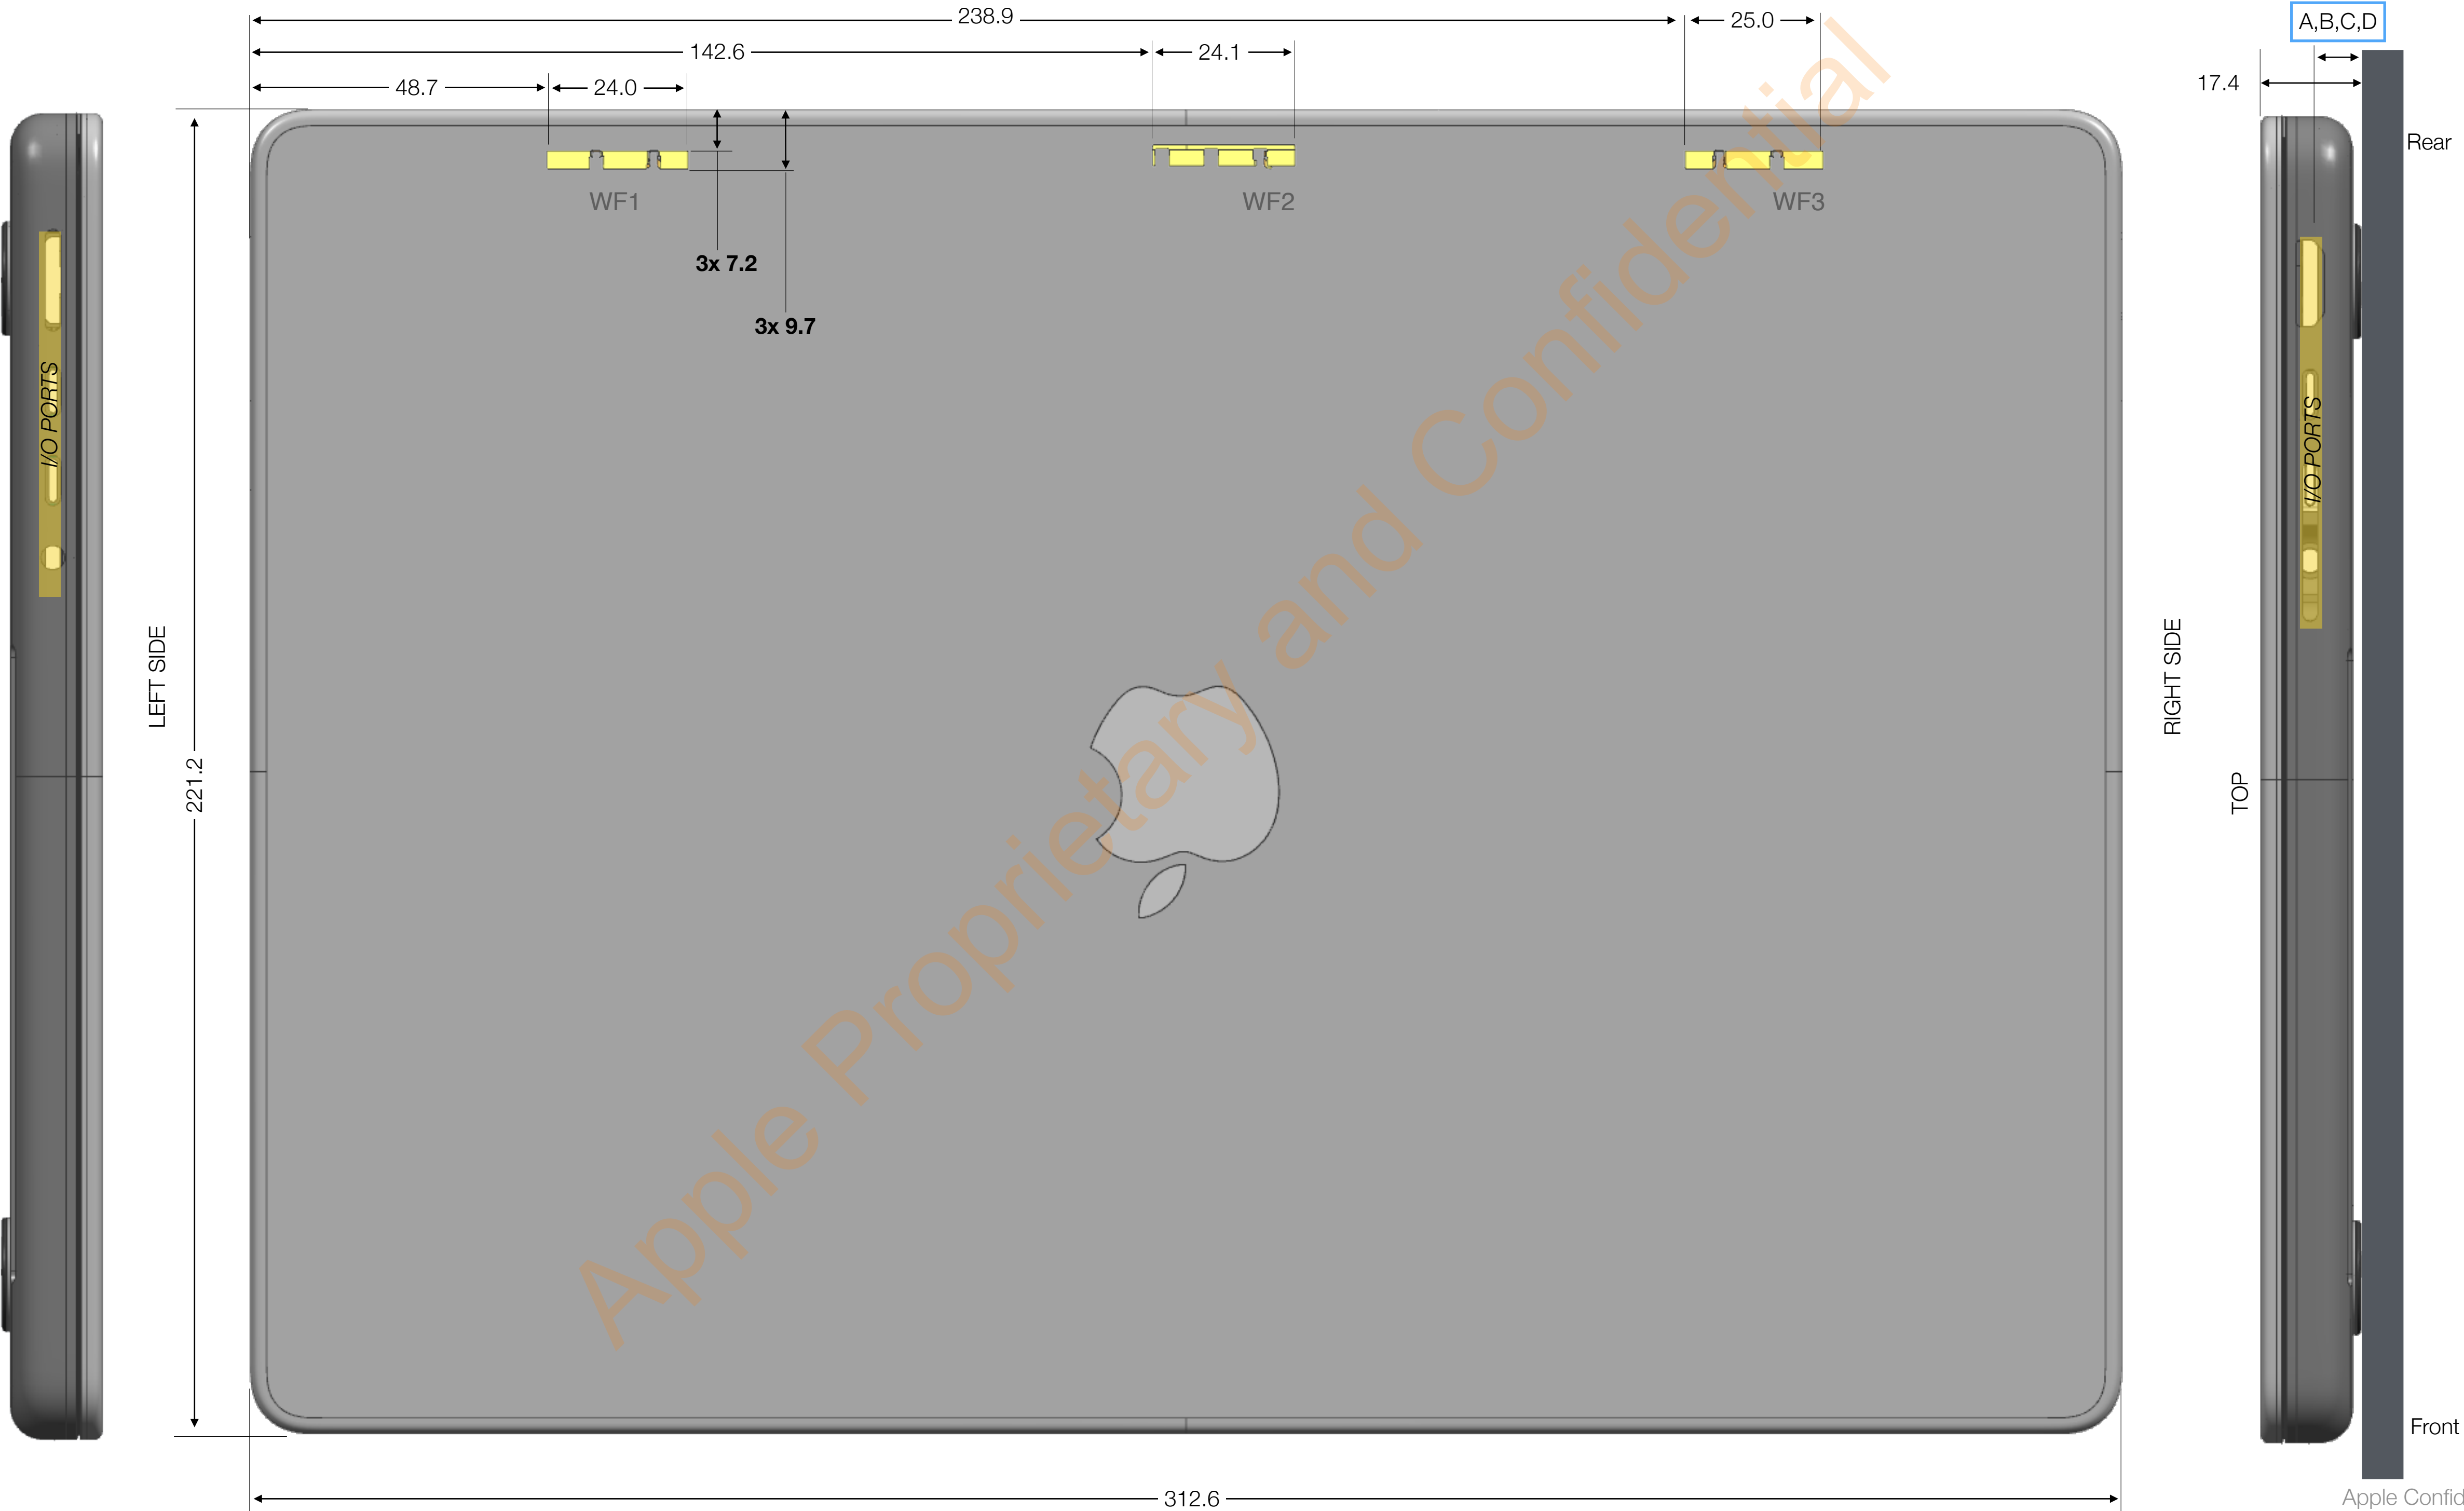 238.9
25.0
A,B,C,D
142.6
24.1
48.7
24.0
17.4
Rear
WF1
WF2
WF3
3x 7.2
3x 9.7
I/O PORTS
I/O PORTS
LEFT SIDE
RIGHT SIDE
221.2
TOP
Apple Proprietary and Confidential
Front
312.6
Apple Confid